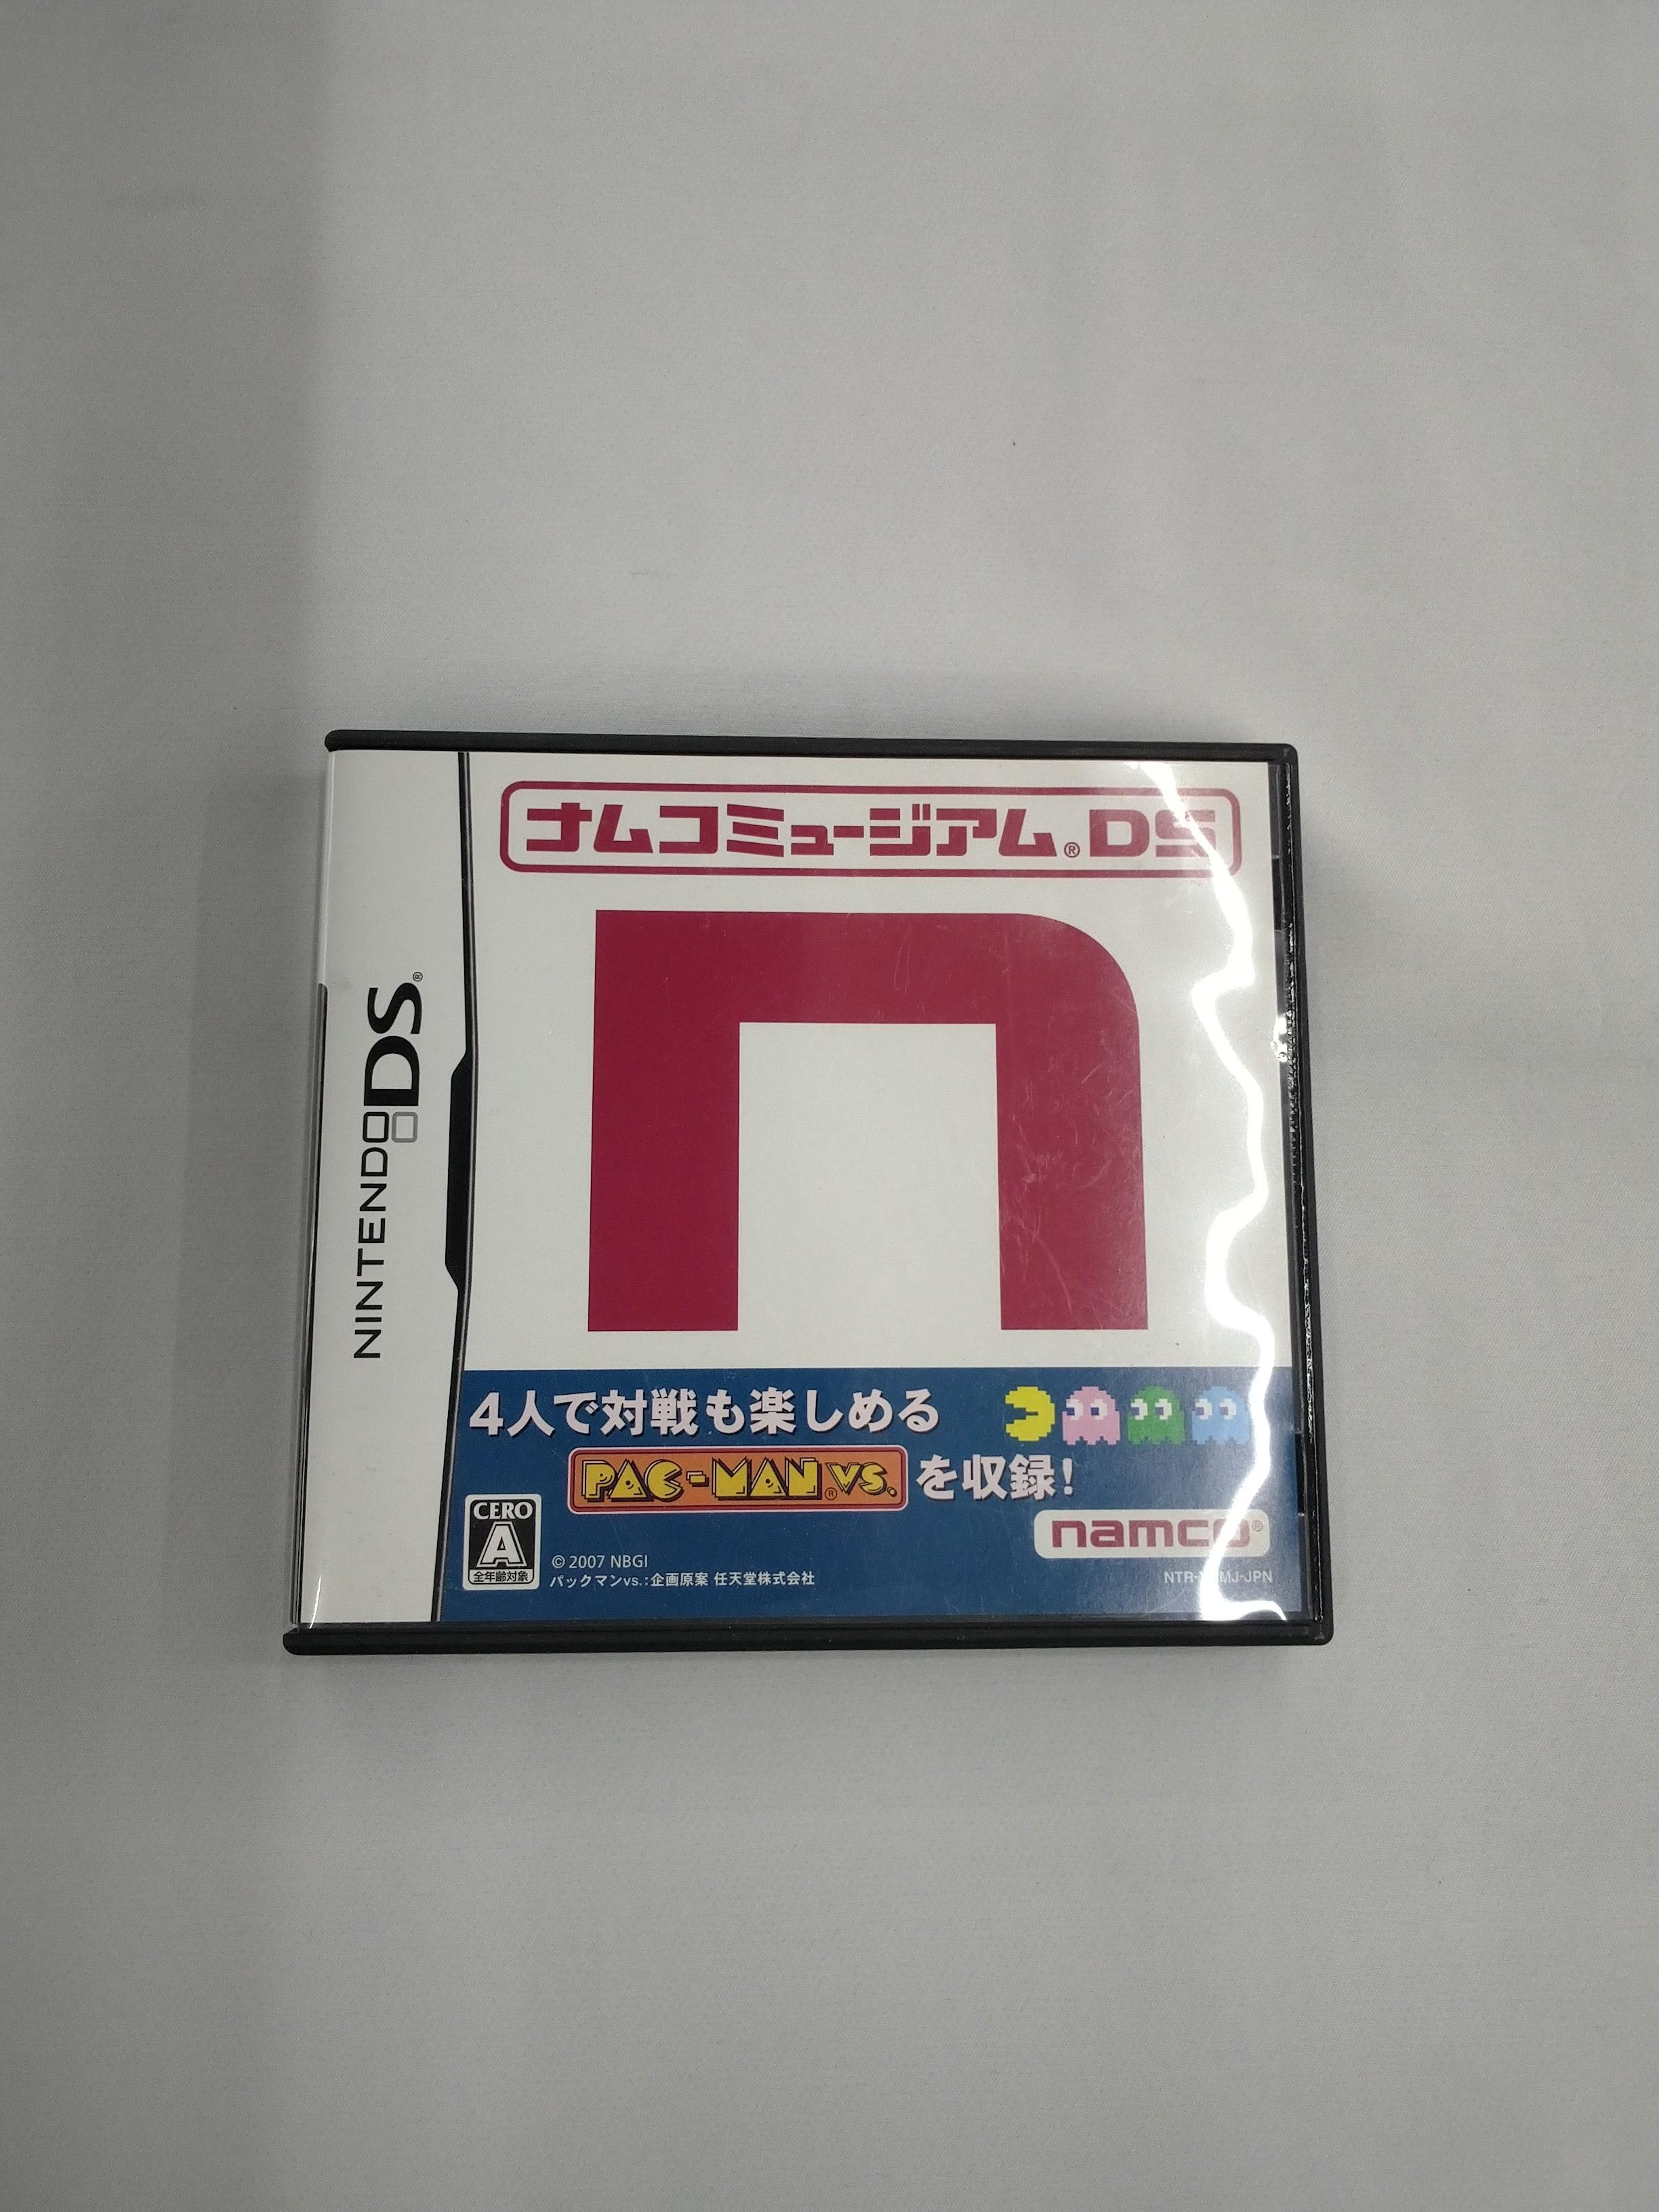 ナムコミュージアム®DS
NINTENDO DS®
4人で対戦も楽しめる
PAC-MAN® VS. を収録!
CERO
A
全年齢対象
© 2007 NBGI
パックマンvs.:企画原案 任天堂株式会社
namco®